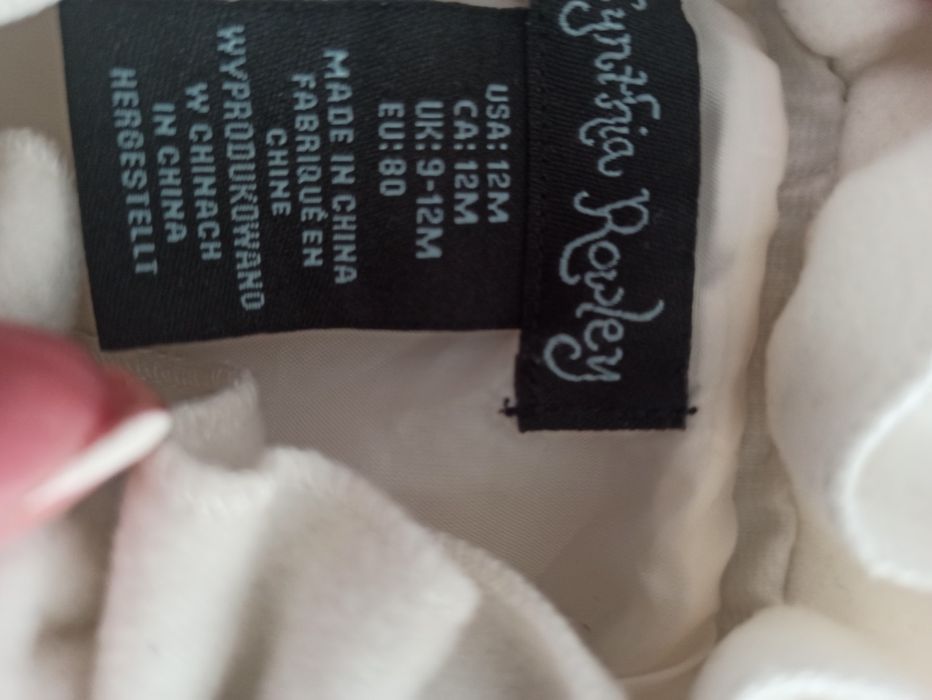 Cynthia Rowley
USA: 12M
CA: 12M
UK: 9-12M
EU: 80
MADE IN CHINA
FABRIQUÉ EN
CHINE
WYPRODUKOWANO
W CHINACH
IN CHINA
HERGESTELLT